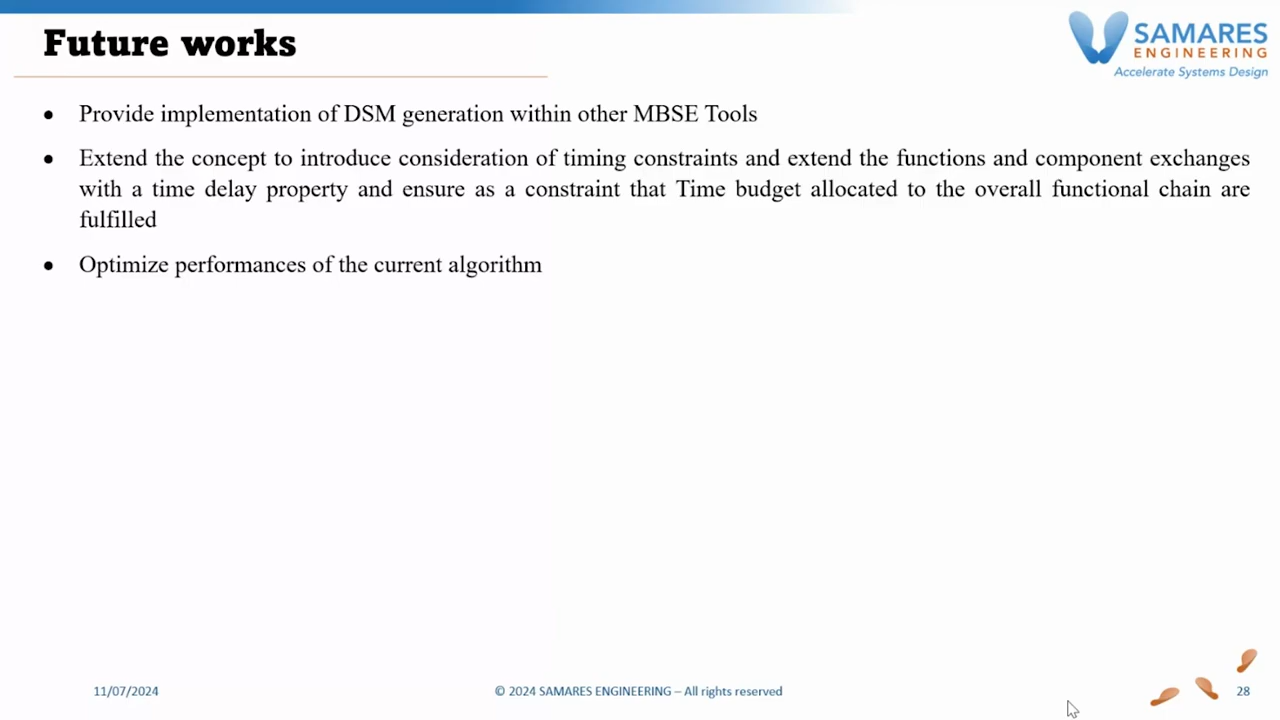 Future works
SAMARES
ENGINEERING
Accelerate Systems Design
• Provide implementation of DSM generation within other MBSE Tools
• Extend the concept to introduce consideration of timing constraints and extend the functions and component exchanges
with a time delay property and ensure as a constraint that Time budget allocated to the overall functional chain are
fulfilled
• Optimize performances of the current algorithm
11/07/2024
© 2024 SAMARES ENGINEERING – All rights reserved
28